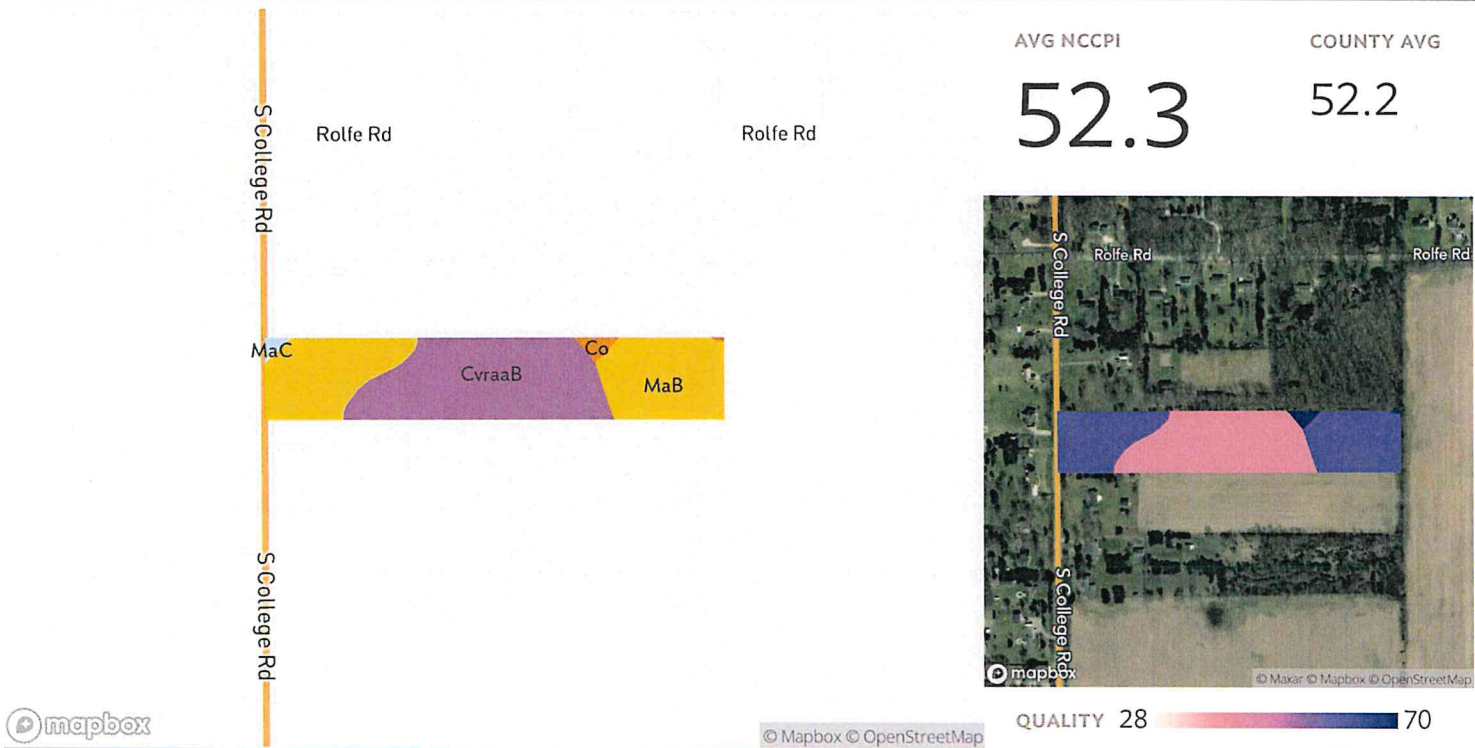 AVG NCCPI
52.3
COUNTY AVG
52.2
S College Rd
Rolfe Rd
Rolfe Rd
MaC
CvraaB
Co
MaB
S College Rd
mapbox
© Mapbox © OpenStreetMap
S College Rd
Rolfe Rd
Rolfe Rd
S College Rd
mapbox
© Maxar © Mapbox © OpenStreetMap
QUALITY 28 70